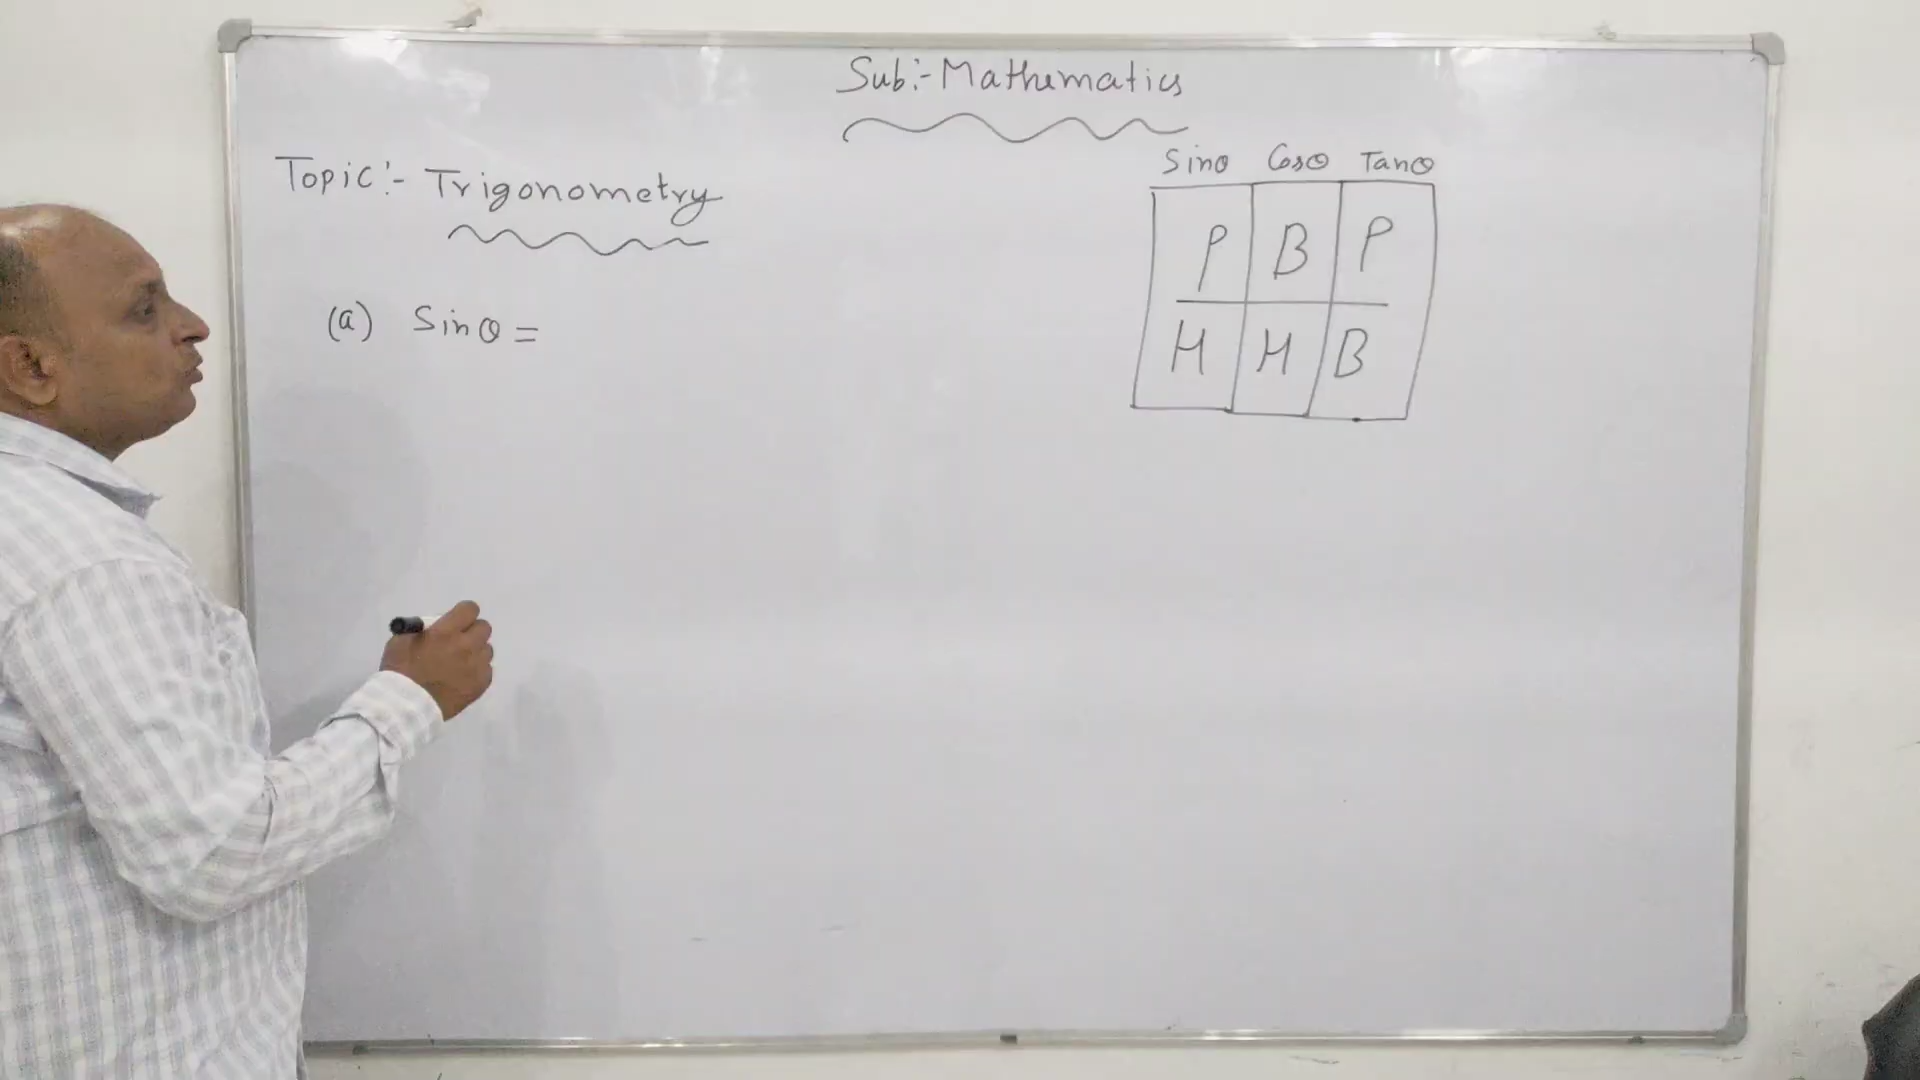 Sub:- Mathematics
Topic:- Trigonometry
Sinθ Cosθ Tanθ
P B P
H H B
(a) Sinθ =